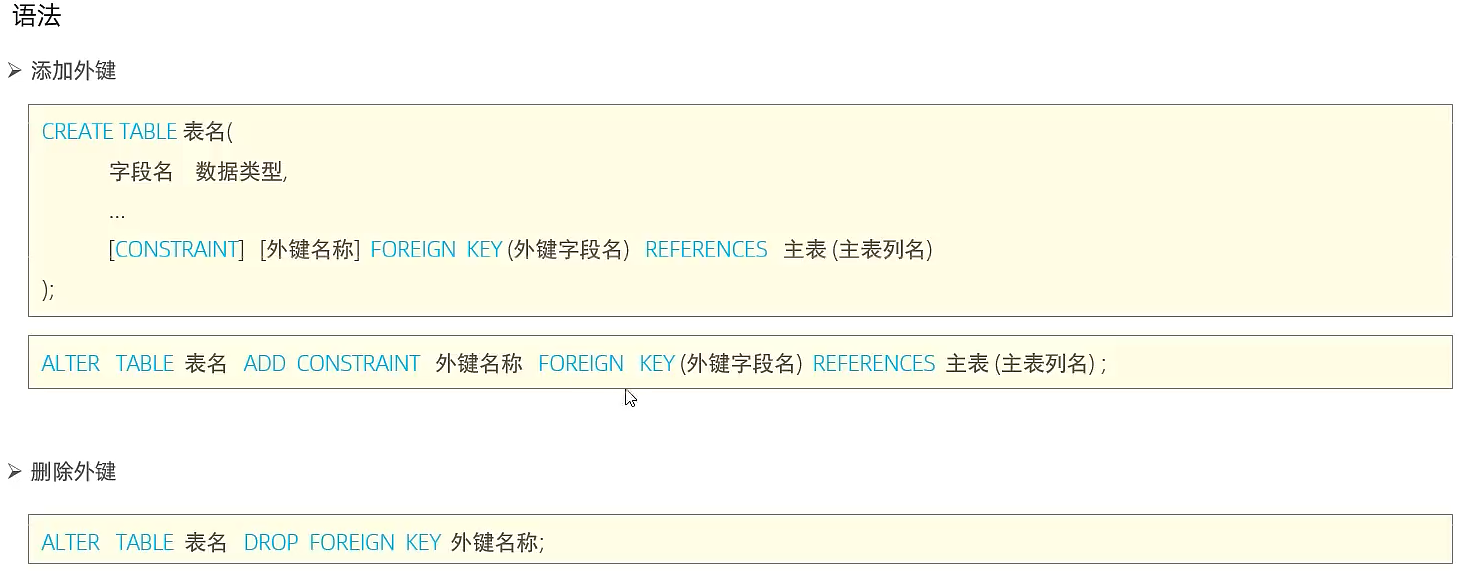 语法
添加外键
CREATE TABLE 表名(
字段名 数据类型,
...
[CONSTRAINT] [外键名称] FOREIGN KEY (外键字段名) REFERENCES 主表 (主表列名)
);
ALTER TABLE 表名 ADD CONSTRAINT 外键名称 FOREIGN KEY (外键字段名) REFERENCES 主表 (主表列名) ;
删除外键
ALTER TABLE 表名 DROP FOREIGN KEY 外键名称;